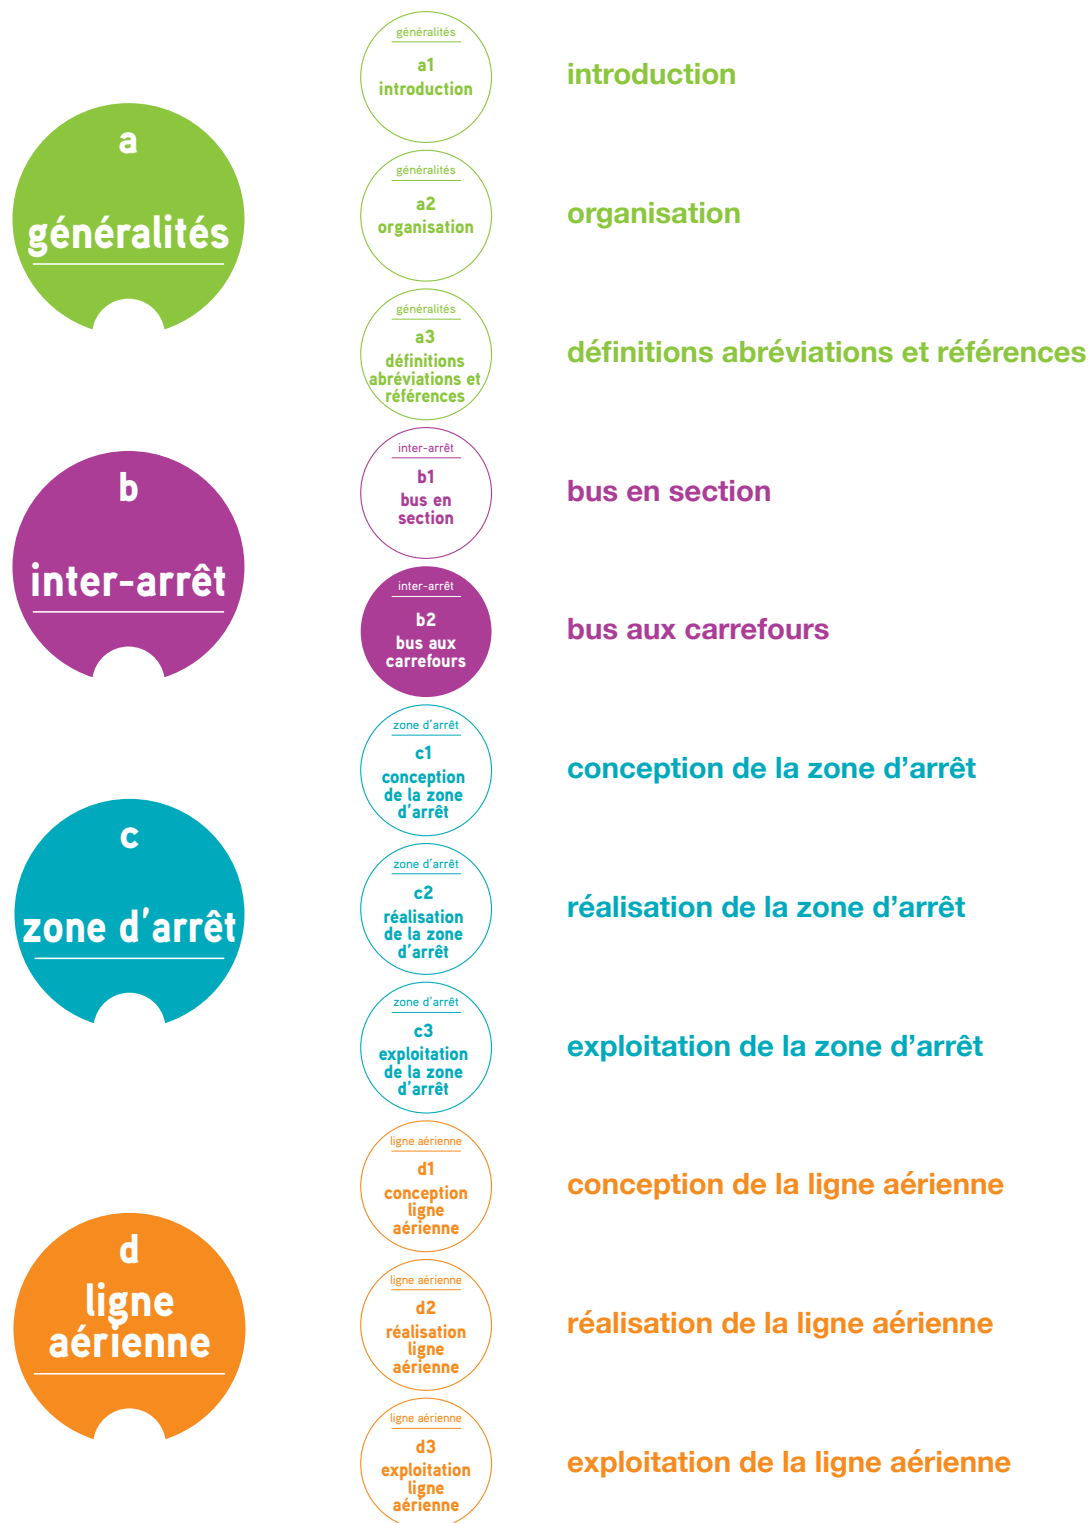 a
généralités
généralités
a1
introduction
introduction
généralités
a2
organisation
organisation
généralités
a3
définitions
abréviations et
références
définitions abréviations et références
b
inter-arrêt
inter-arrêt
b1
bus en
section
bus en section
inter-arrêt
b2
bus aux
carrefours
bus aux carrefours
c
zone d'arrêt
zone d'arrêt
c1
conception
de la zone
d'arrêt
conception de la zone d'arrêt
zone d'arrêt
c2
réalisation
de la zone
d'arrêt
réalisation de la zone d'arrêt
zone d'arrêt
c3
exploitation
de la zone
d'arrêt
exploitation de la zone d'arrêt
d
ligne
aérienne
ligne aérienne
d1
conception
ligne
aérienne
conception de la ligne aérienne
ligne aérienne
d2
réalisation
ligne
aérienne
réalisation de la ligne aérienne
ligne aérienne
d3
exploitation
ligne
aérienne
exploitation de la ligne aérienne